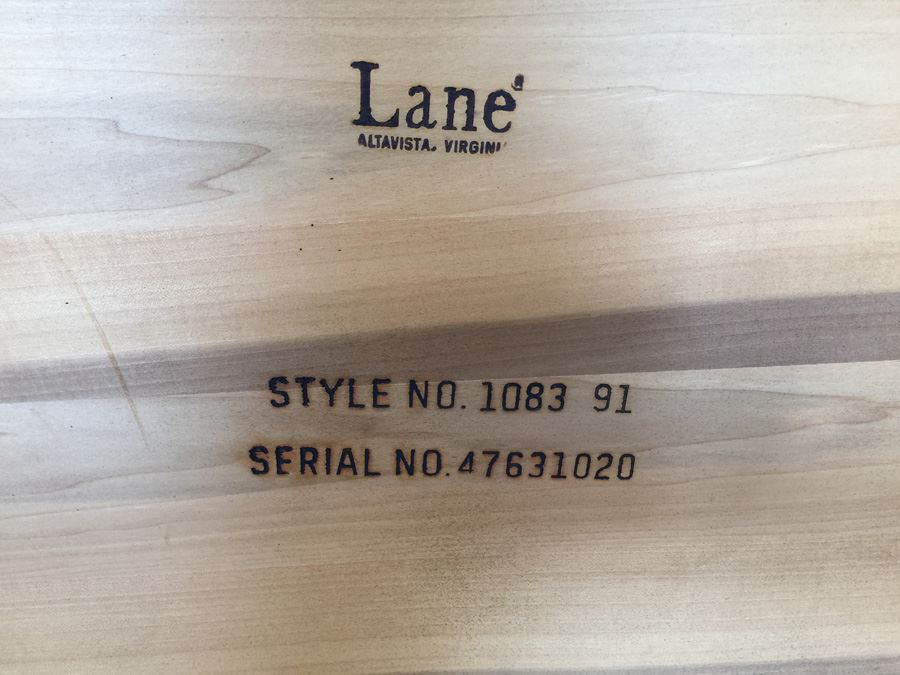 Lane
ALTAVISTA, VIRGINI
STYLE NO. 1083 91
SERIAL NO. 47631020